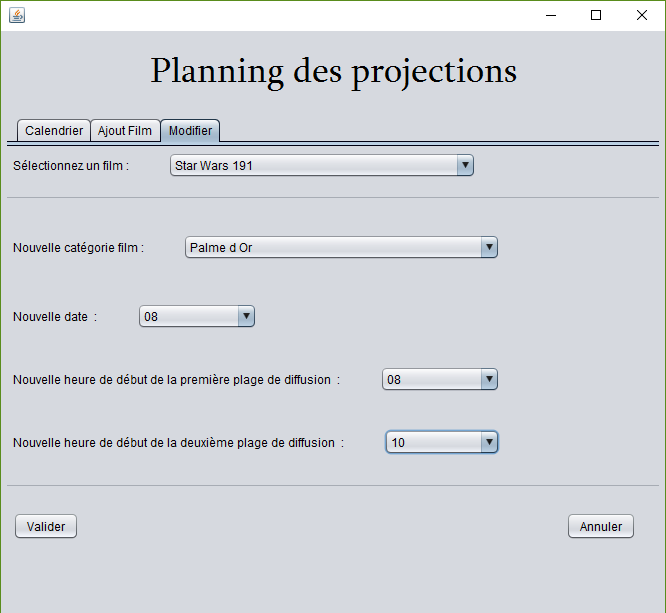 Planning des projections
Calendrier Ajout Film Modifier
Sélectionnez un film : Star Wars 191
Nouvelle catégorie film : Palme d Or
Nouvelle date : 08
Nouvelle heure de début de la première plage de diffusion : 08
Nouvelle heure de début de la deuxième plage de diffusion : 10
Valider Annuler